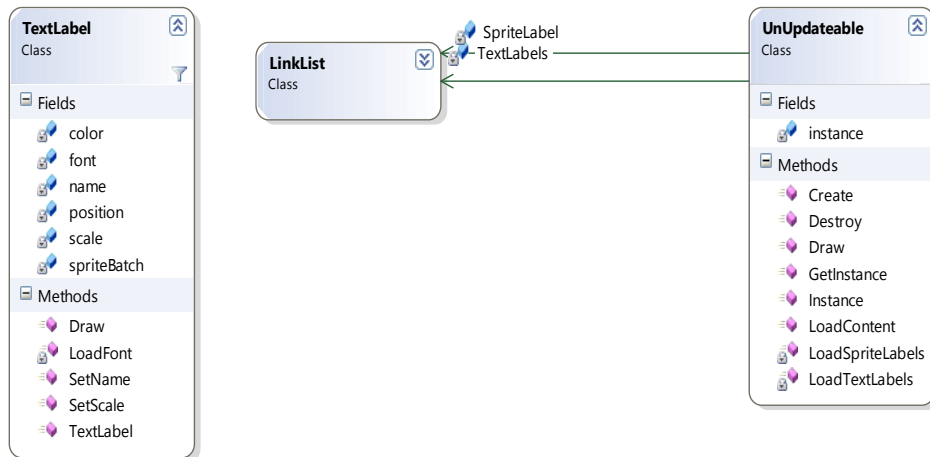 TextLabel
Class
Fields
color
font
name
position
scale
spriteBatch
Methods
Draw
LoadFont
SetName
SetScale
TextLabel
LinkList
Class
SpriteLabel
TextLabels
UnUpdateable
Class
Fields
instance
Methods
Create
Destroy
Draw
GetInstance
Instance
LoadContent
LoadSpriteLabels
LoadTextLabels